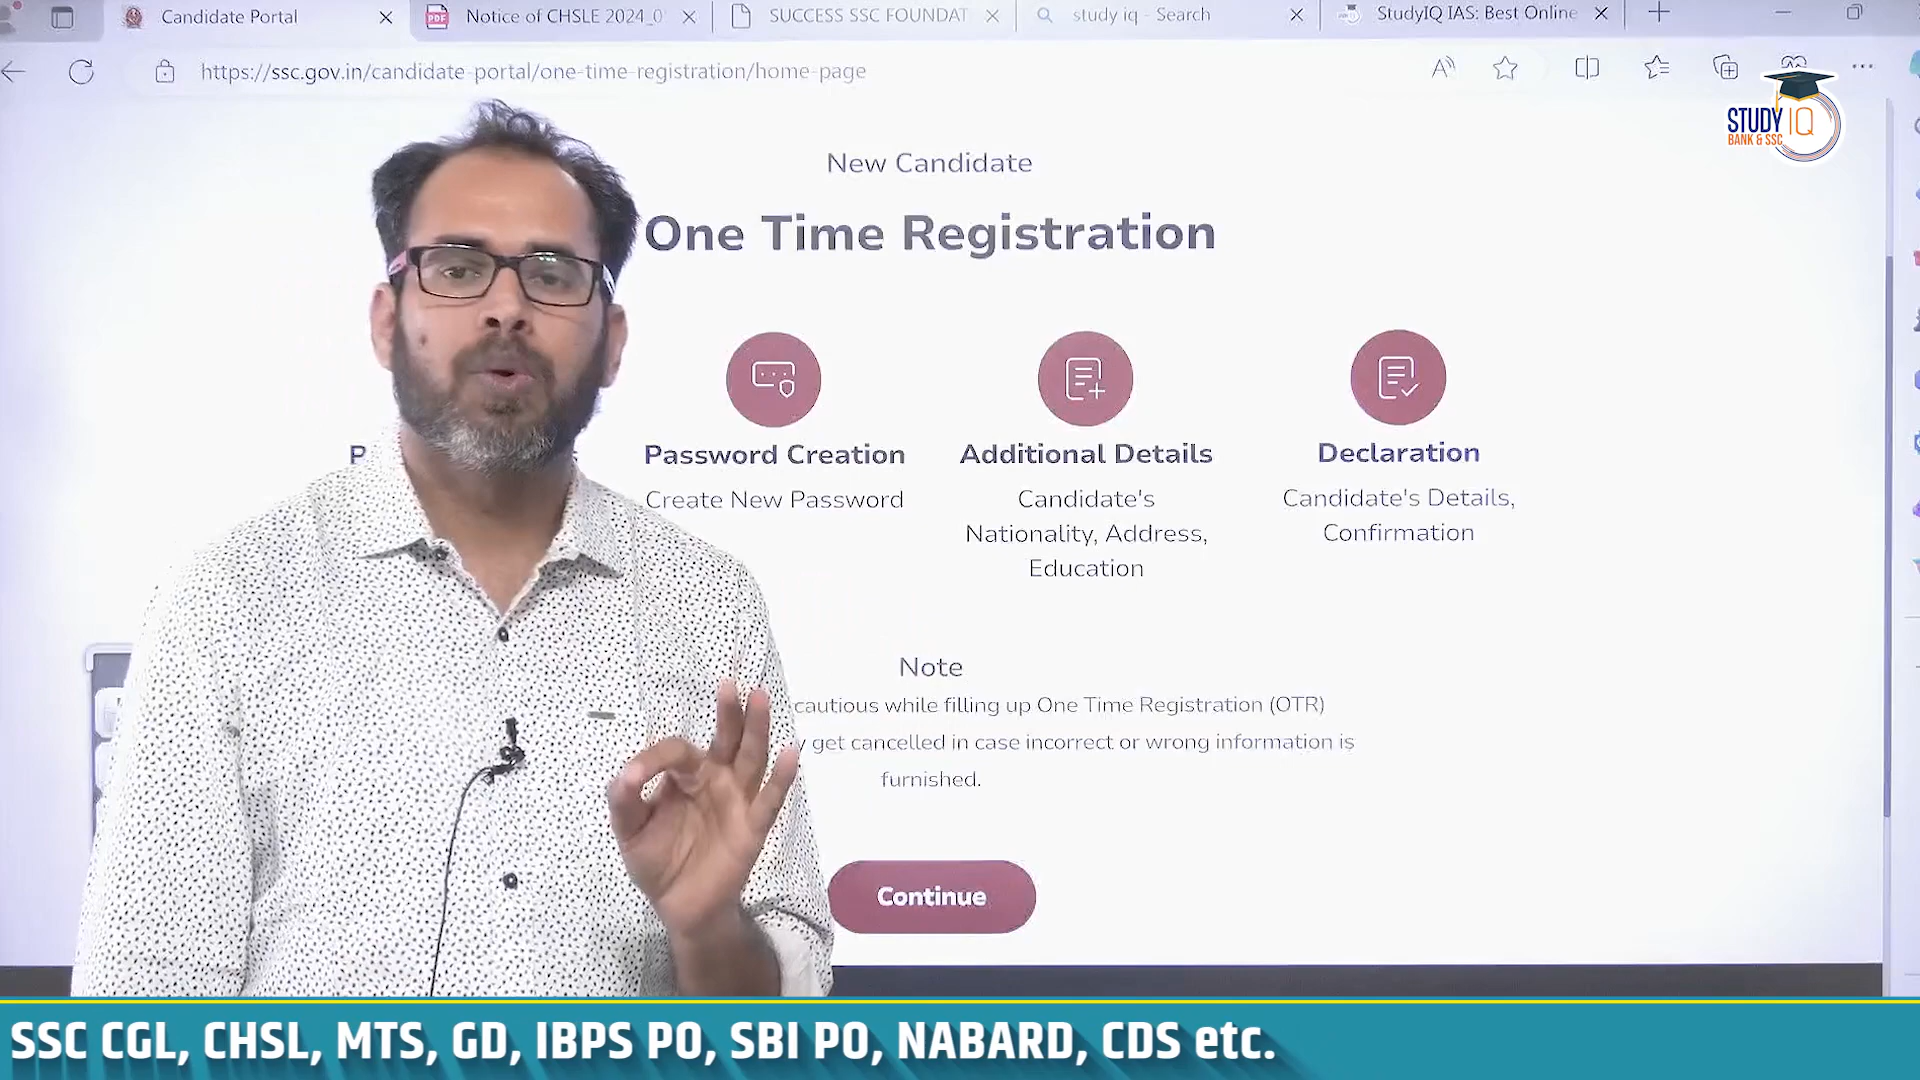 Candidate Portal
Notice of CHSLE 2024_0
SUCCESS SSC FOUNDAT
study iq - Search
StudyIQ IAS: Best Online
https://ssc.gov.in/candidate-portal/one-time-registration/home-page
STUDY IQ
BANK & SSC
New Candidate
One Time Registration
P
Password Creation
Additional Details
Declaration
Create New Password
Candidate's
Nationality, Address,
Education
Candidate's Details,
Confirmation
Note
cautious while filling up One Time Registration (OTR)
y get cancelled in case incorrect or wrong information is
furnished.
Continue
SSC CGL, CHSL, MTS, GD, IBPS PO, SBI PO, NABARD, CDS etc.